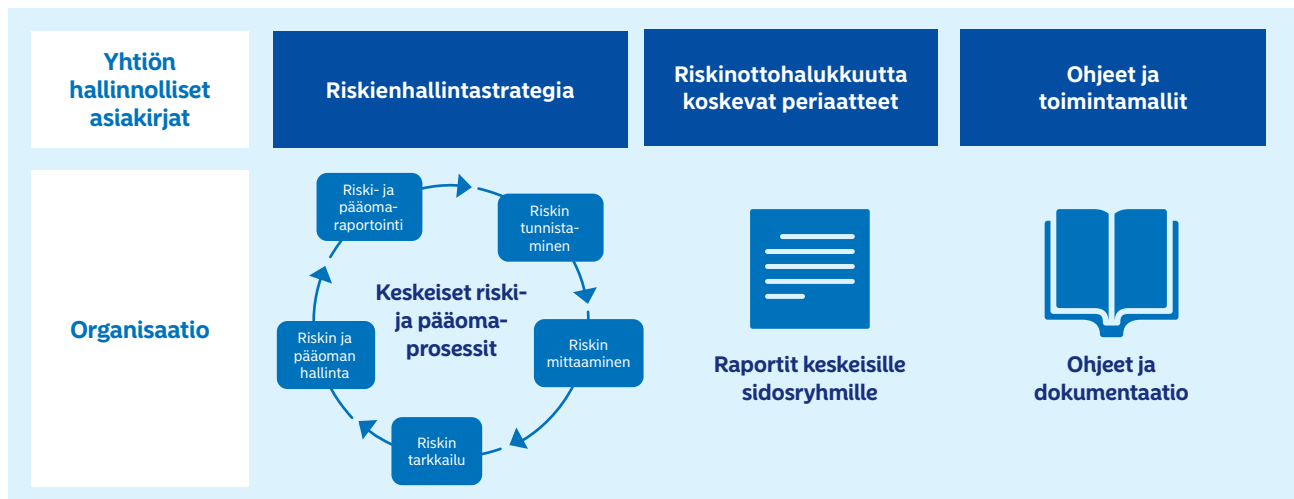 Yhtiön
hallinnolliset
asiakirjat
Riskienhallintastrategia
Riskinottohalukkuutta
koskevat periaatteet
Ohjeet ja
toimintamallit
Organisaatio
Riski- ja
pääoma-
raportointi
Riskin
tunnista-
minen
Riskin
mittaaminen
Riskin
tarkkailu
Riskin ja
pääoman
hallinta
Keskeiset riski-
ja pääoma-
prosessit
Raportit keskeisille
sidosryhmille
Ohjeet ja
dokumentaatio